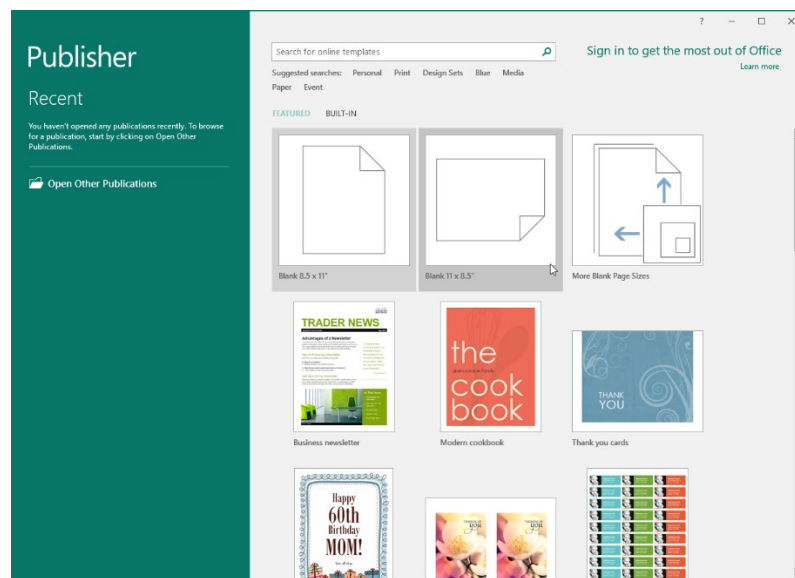 ?
Publisher
Recent
You haven't opened any publications recently. To browse
for a publication, start by clicking on Open Other
Publications.
Open Other Publications
Search for online templates
Sign in to get the most out of Office
Learn more
Suggested searches: Personal Print Design Sets Blue Media
Paper Event
FEATURED BUILT-IN
Blank 8.5 x 11"
Blank 11 x 8.5"
More Blank Page Sizes
TRADER NEWS
Advantages of a Newsletter
Business newsletter
the
cook
book
Modern cookbook
THANK
YOU
Thank you cards
Happy
60th
Birthday
MOM!